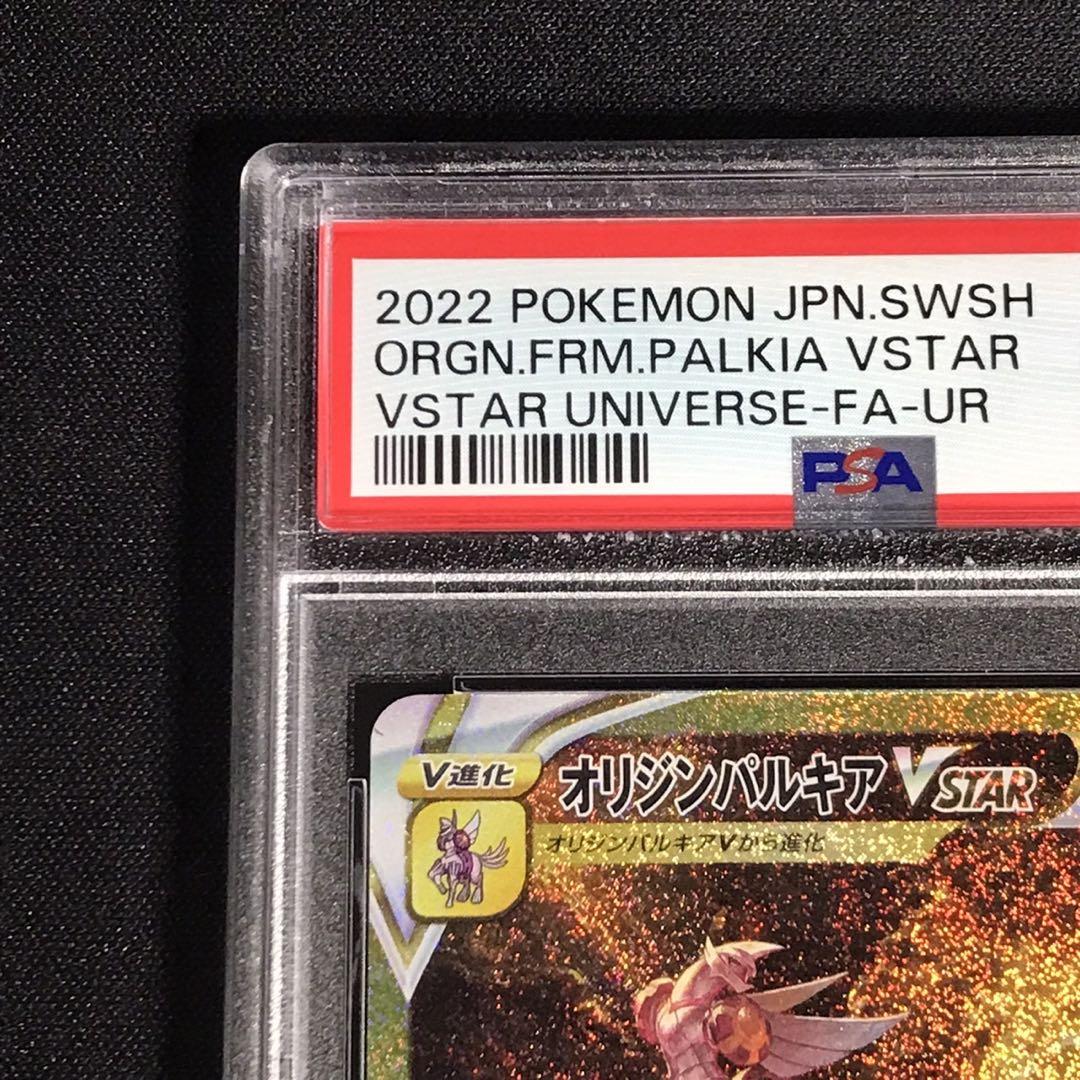 2022 POKEMON JPN.SWSH
ORGN.FRM.PALKIA VSTAR
VSTAR UNIVERSE-FA-UR
PSA
V進化
オリジンパルキア VSTAR
オリジンパルキアVから進化